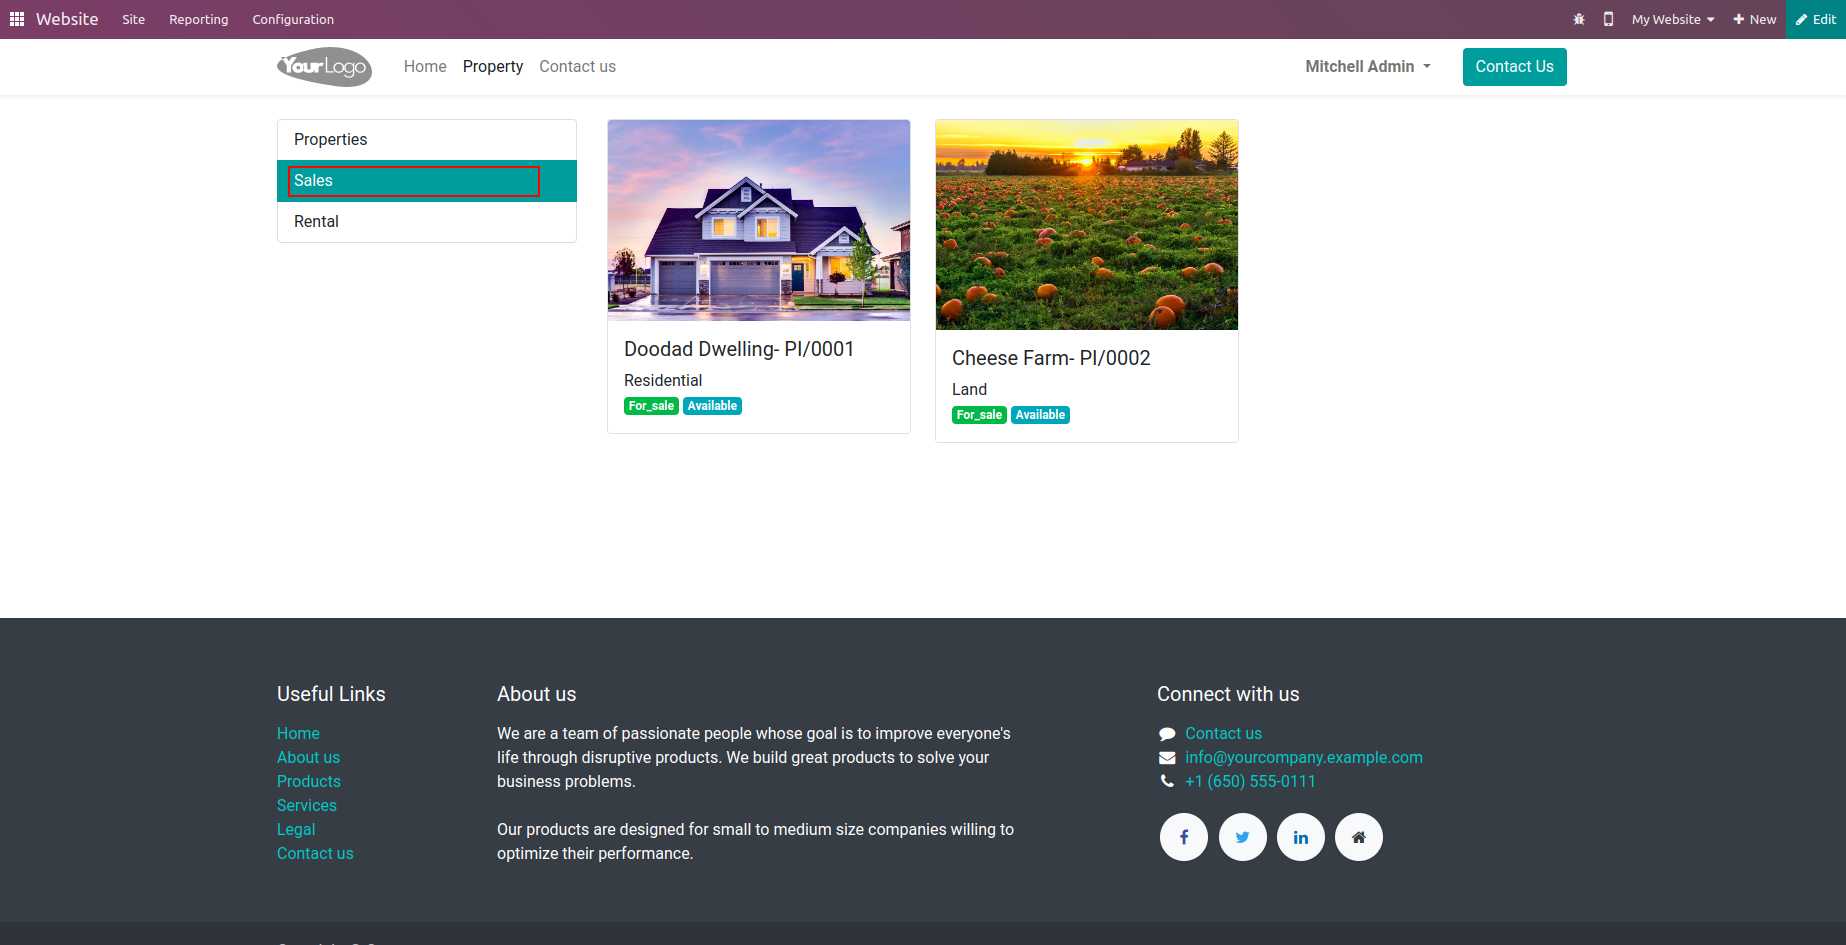 Website Site Reporting Configuration My Website New Edit
YourLogo Home Property Contact us Mitchell Admin Contact Us
Properties
Sales
Rental
Doodad Dwelling- PI/0001
Residential
For_sale Available
Cheese Farm- PI/0002
Land
For_sale Available
Useful Links
Home
About us
Products
Services
Legal
Contact us
About us
We are a team of passionate people whose goal is to improve everyone's
life through disruptive products. We build great products to solve your
business problems.
Our products are designed for small to medium size companies willing to
optimize their performance.
Connect with us
Contact us
info@yourcompany.example.com
+1 (650) 555-0111